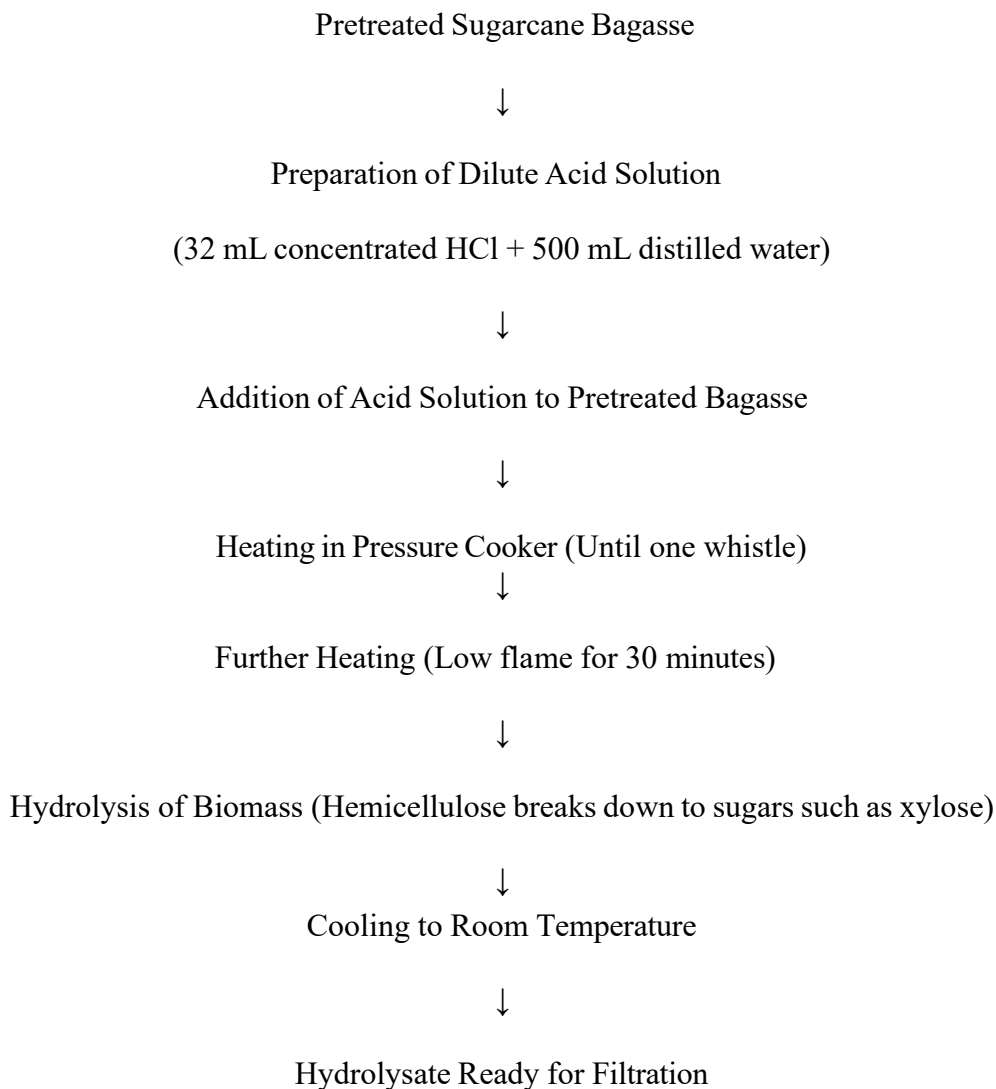 Pretreated Sugarcane Bagasse
↓
Preparation of Dilute Acid Solution
(32 mL concentrated HCl + 500 mL distilled water)
↓
Addition of Acid Solution to Pretreated Bagasse
↓
Heating in Pressure Cooker (Until one whistle)
↓
Further Heating (Low flame for 30 minutes)
↓
Hydrolysis of Biomass (Hemicellulose breaks down to sugars such as xylose)
↓
Cooling to Room Temperature
↓
Hydrolysate Ready for Filtration